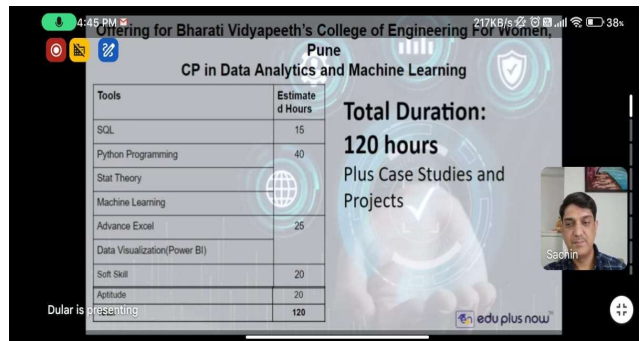 4:45 PM
217KB/s
38%
Offering for Bharati Vidyapeeth's College of Engineering For Women,
Pune
CP in Data Analytics and Machine Learning
Tools Estimate
d Hours
SQL 15
Python Programming 40
Stat Theory
Machine Learning
Advance Excel 25
Data Visualization(Power BI)
Soft Skill 20
Aptitude 20
120
Total Duration:
120 hours
Plus Case Studies and
Projects
Sachin
Dular is presenting
edu plus now